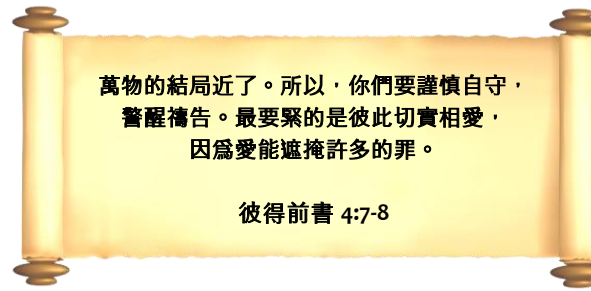 萬物的結局近了。所以，你們要謹慎自守，
警醒禱告。最要緊的是彼此切實相愛，
因爲愛能遮掩許多的罪。
彼得前書 4:7-8